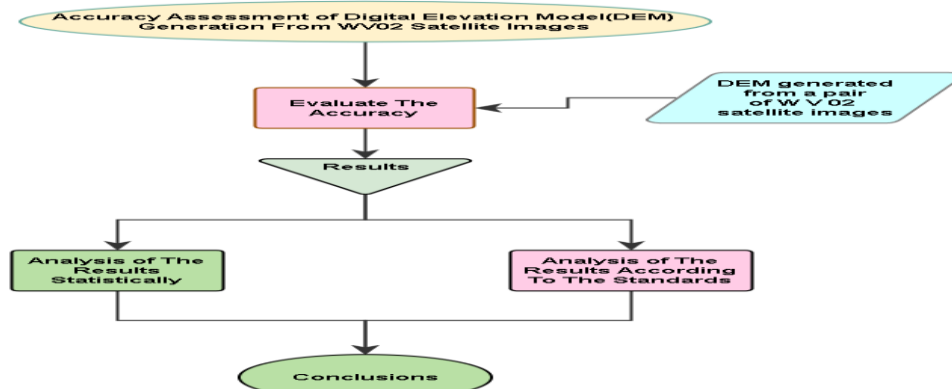 Accuracy Assessment of Digital Elevation Model(DEM)
Generation From WV02 Satellite Images
DEM generated
from a pair
of W V 02
satellite images
Evaluate The
Accuracy
Results
Analysis of The
Results
Statistically
Analysis of The
Results According
To The Standards
Conclusions